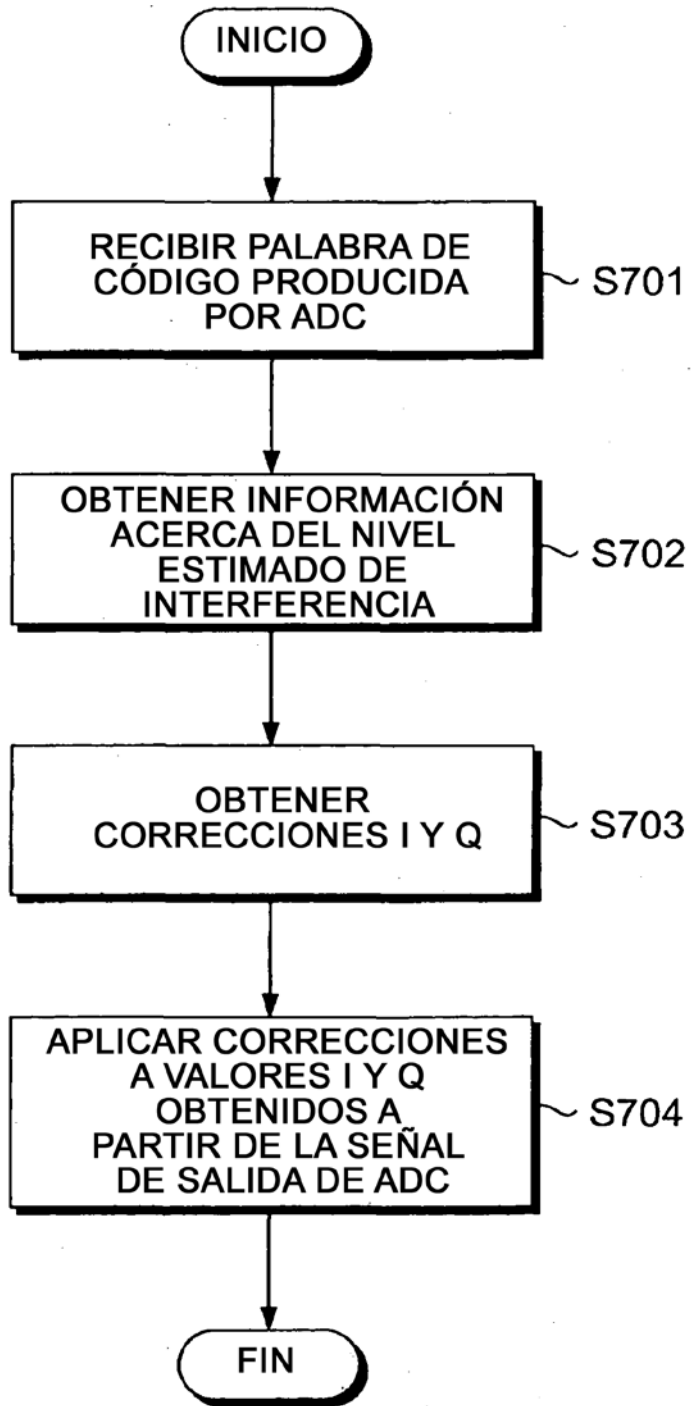 INICIO
RECIBIR PALABRA DE
CÓDIGO PRODUCIDA
POR ADC
S701
OBTENER INFORMACIÓN
ACERCA DEL NIVEL
ESTIMADO DE
INTERFERENCIA
S702
OBTENER
CORRECCIONES I Y Q
S703
APLICAR CORRECCIONES
A VALORES I Y Q
OBTENIDOS A
PARTIR DE LA SEÑAL
DE SALIDA DE ADC
S704
FIN